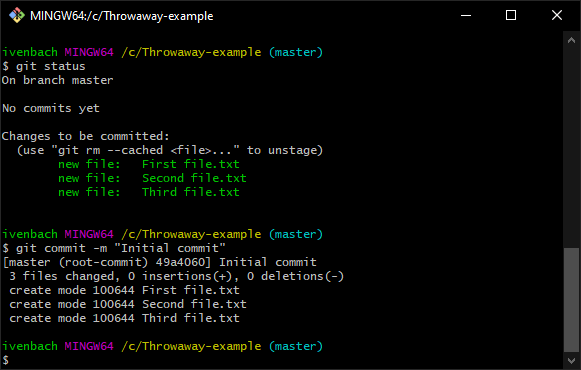 MINGW64:/c/Throwaway-example
ivenbach MINGW64 /c/Throwaway-example (master)
$ git status
On branch master
No commits yet
Changes to be committed:
  (use "git rm --cached <file>..." to unstage)
        new file:   First file.txt
        new file:   Second file.txt
        new file:   Third file.txt
ivenbach MINGW64 /c/Throwaway-example (master)
$ git commit -m "Initial commit"
[master (root-commit) 49a4060] Initial commit
 3 files changed, 0 insertions(+), 0 deletions(-)
 create mode 100644 First file.txt
 create mode 100644 Second file.txt
 create mode 100644 Third file.txt
ivenbach MINGW64 /c/Throwaway-example (master)
$